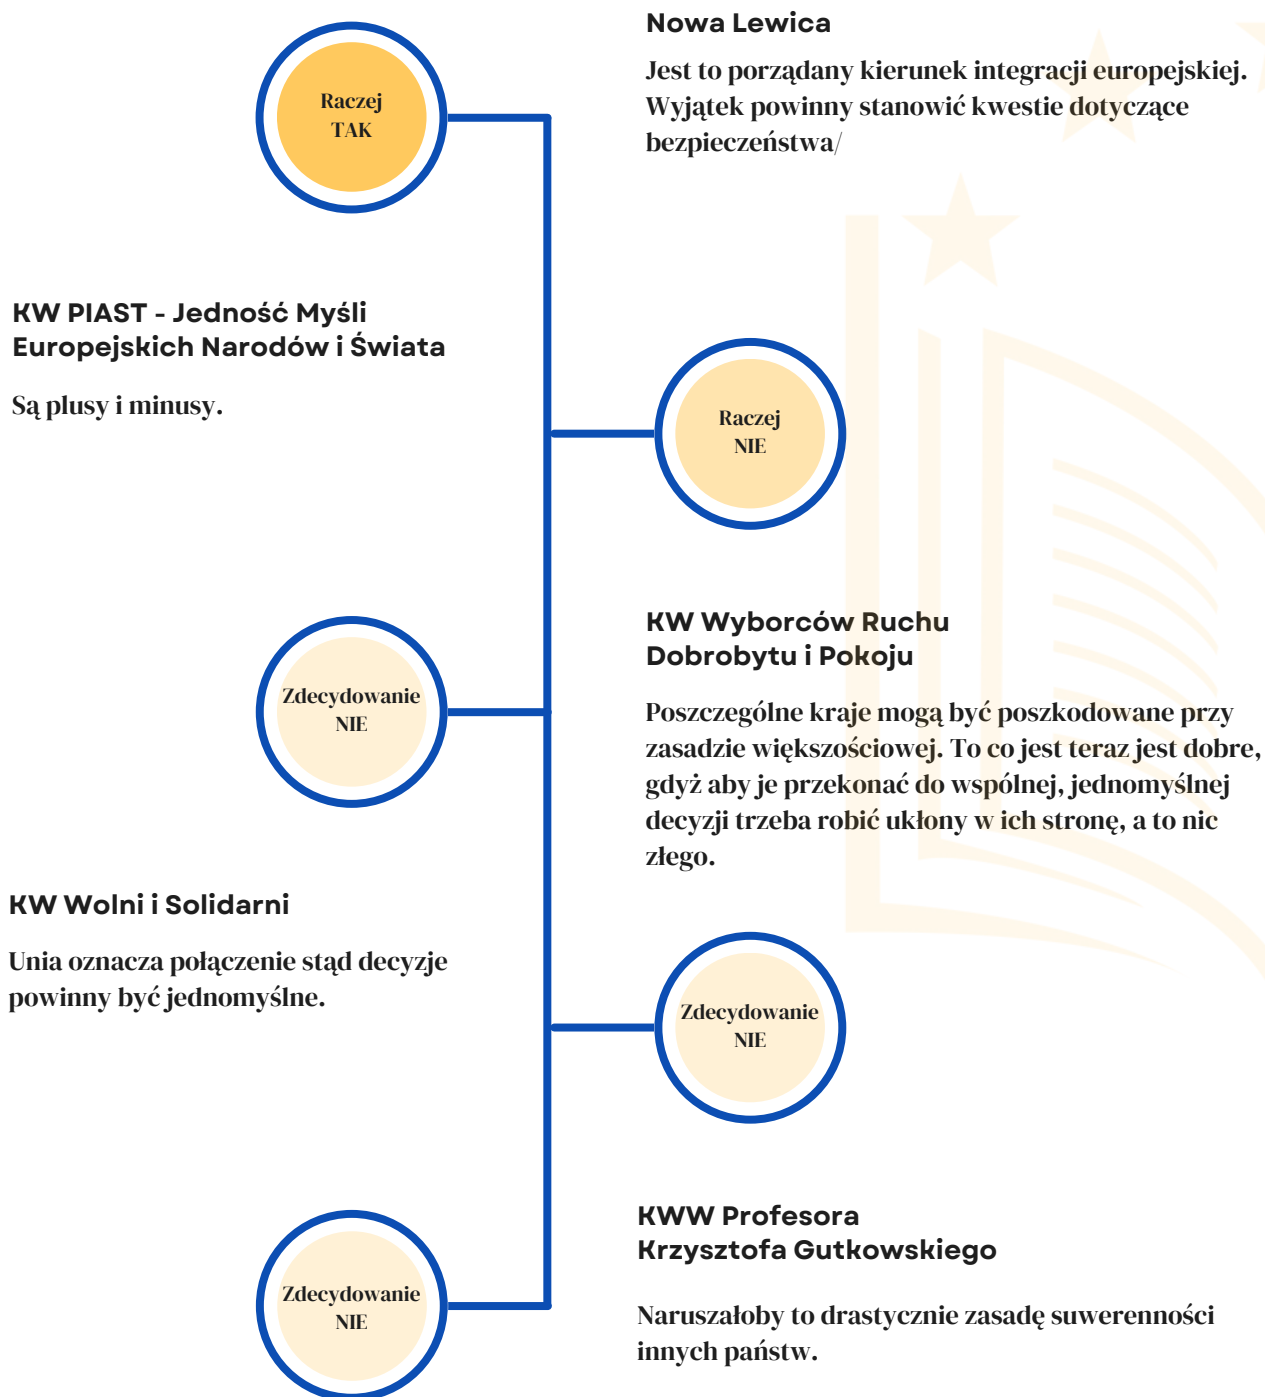 Nowa Lewica
Raczej
TAK
Jest to porządany kierunek integracji europejskiej.
Wyjątek powinny stanowić kwestie dotyczące
bezpieczeństwa/
KW PIAST - Jedność Myśli
Europejskich Narodów i Świata
Są plusy i minusy.
Raczej
NIE
Zdecydowanie
NIE
KW Wyborców Ruchu
Dobrobytu i Pokoju
Poszczególne kraje mogą być poszkodowane przy
zasadzie większościowej. To co jest teraz jest dobre,
gdyż aby je przekonać do wspólnej, jednomyślnej
decyzji trzeba robić ukłony w ich stronę, a to nic
złego.
KW Wolni i Solidarni
Unia oznacza połączenie stąd decyzje
powinny być jednomyślne.
Zdecydowanie
NIE
Zdecydowanie
NIE
KWW Profesora
Krzysztofa Gutkowskiego
Naruszałoby to drastycznie zasadę suwerenności
innych państw.